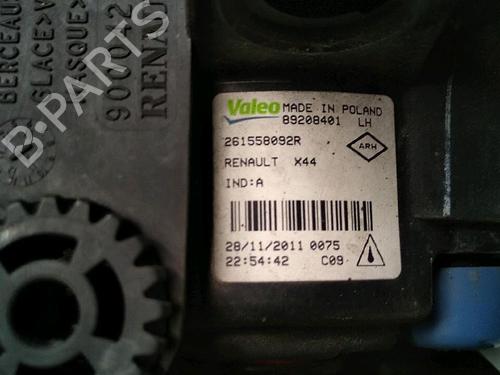 BERCEAU
GLACE>
MASQUE>
900042
RENAULT
B-PARTS
Valeo MADE IN POLAND
89208401 LH
261558092R
ARH
RENAULT X44
IND:A
28/11/2011 0075
22:54:42 C09